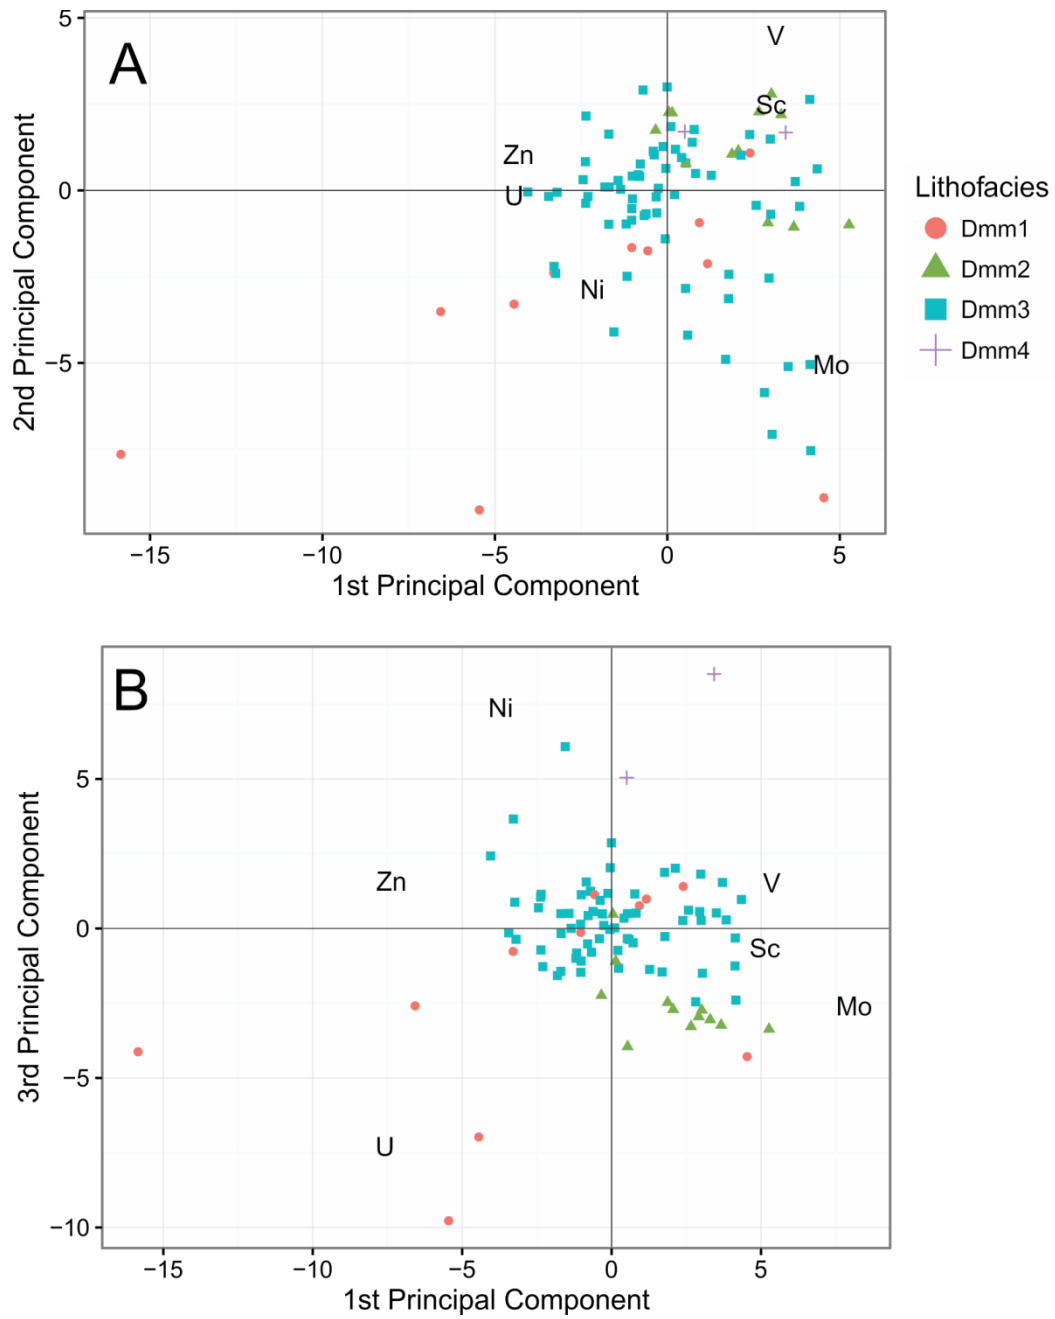 A
5
0
−5
2nd Principal Component
V
Sc
Zn
U
Ni
Mo
−15
−10
−5
0
5
1st Principal Component
Lithofacies
Dmm1
Dmm2
Dmm3
Dmm4
B
5
0
−5
−10
3rd Principal Component
Ni
Zn
V
Sc
Mo
U
−15
−10
−5
0
5
1st Principal Component